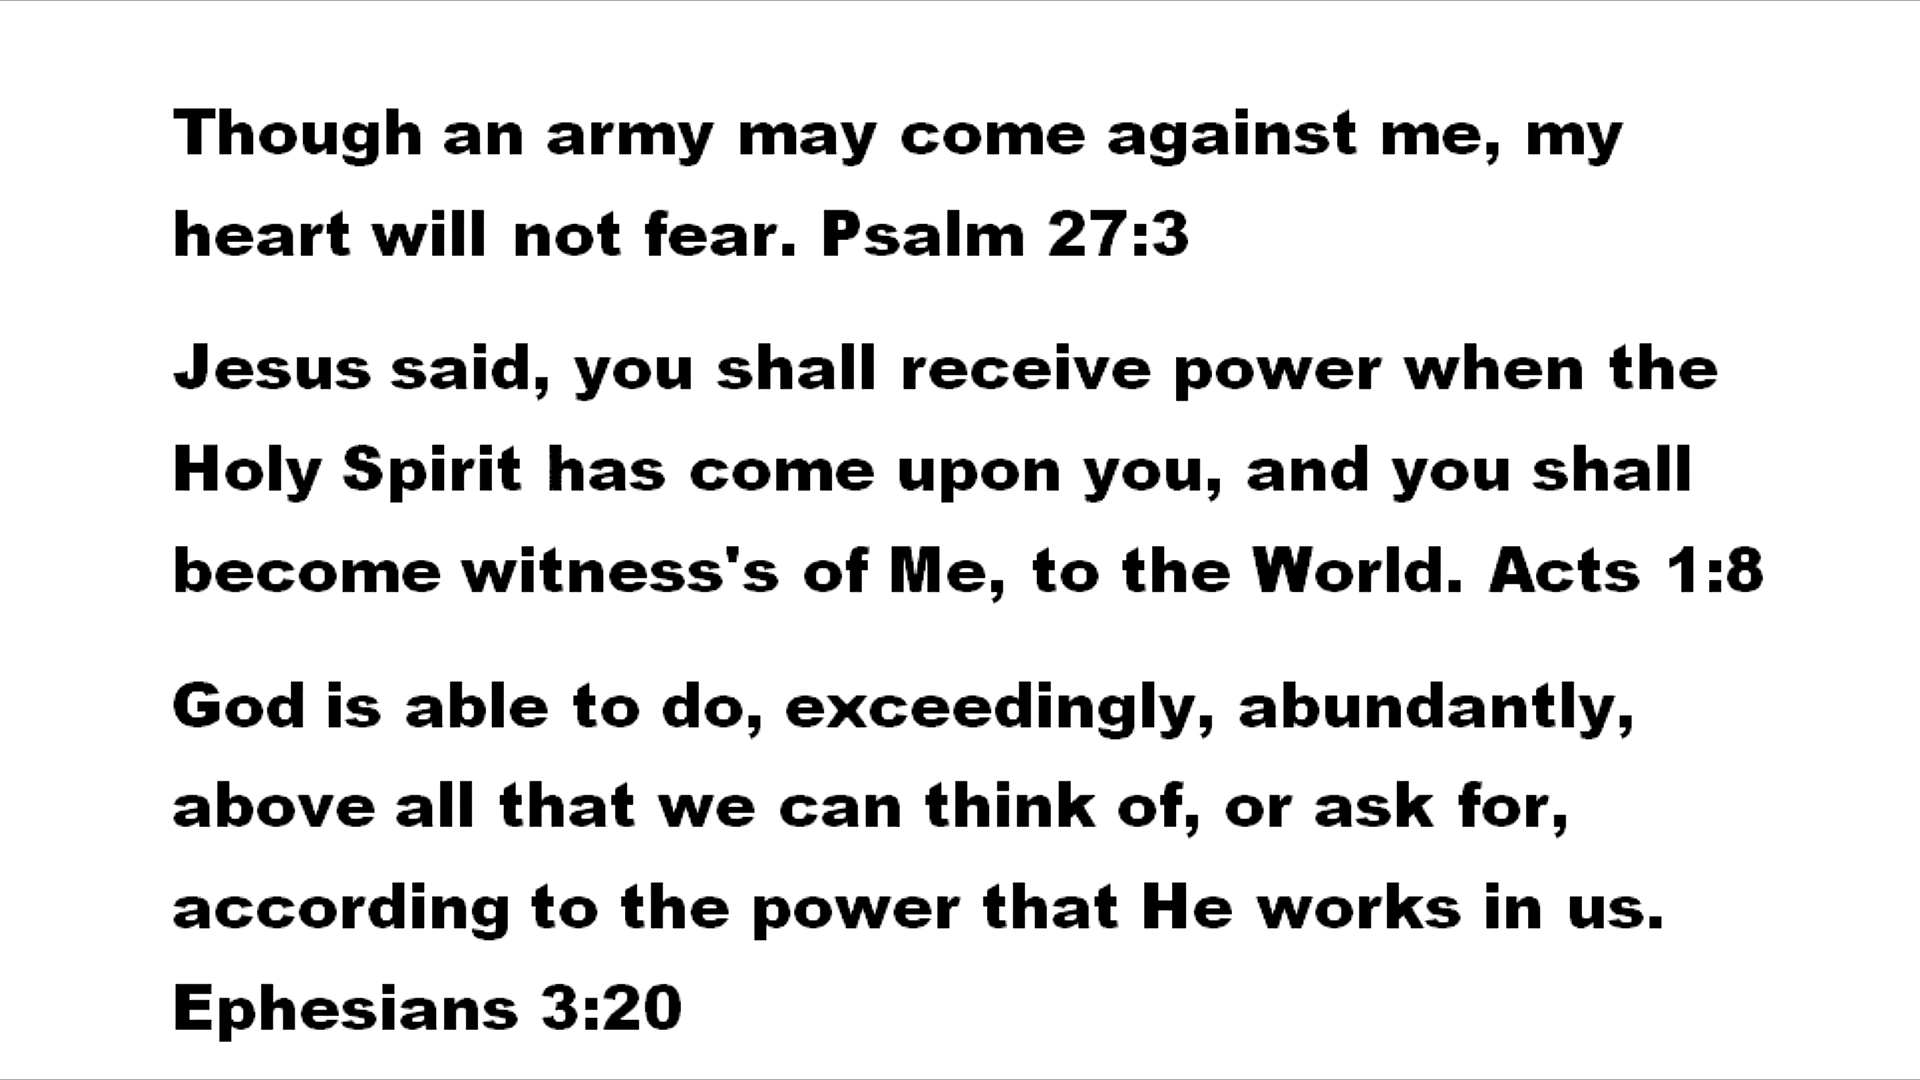 Though an army may come against me, my
heart will not fear. Psalm 27:3
Jesus said, you shall receive power when the
Holy Spirit has come upon you, and you shall
become witness's of Me, to the World. Acts 1:8
God is able to do, exceedingly, abundantly,
above all that we can think of, or ask for,
according to the power that He works in us.
Ephesians 3:20